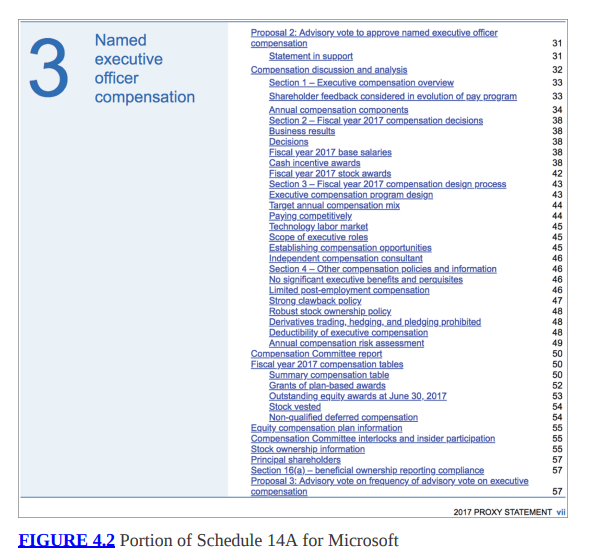 3
Named
executive
officer
compensation
Proposal 2: Advisory vote to approve named executive officer
compensation 31
Statement in support 31
Compensation discussion and analysis 32
Section 1 – Executive compensation overview 33
Shareholder feedback considered in evolution of pay program 33
Annual compensation components 34
Section 2 – Fiscal year 2017 compensation decisions 38
Business results 38
Decisions 38
Fiscal year 2017 base salaries 38
Cash incentive awards 38
Fiscal year 2017 stock awards 42
Section 3 – Fiscal year 2017 compensation design process 43
Executive compensation program design 43
Target annual compensation mix 44
Paying competitively 44
Technology labor market 45
Scope of executive roles 45
Establishing compensation opportunities 45
Independent compensation consultant 46
Section 4 – Other compensation policies and information 46
No significant executive benefits and perquisites 46
Limited post-employment compensation 46
Strong clawback policy 47
Robust stock ownership policy 48
Derivatives trading, hedging, and pledging prohibited 48
Deductibility of executive compensation 48
Annual compensation risk assessment 49
Compensation Committee report 50
Fiscal year 2017 compensation tables 50
Summary compensation table 50
Grants of plan-based awards 52
Outstanding equity awards at June 30, 2017 53
Stock vested 54
Non-qualified deferred compensation 54
Equity compensation plan information 55
Compensation Committee interlocks and insider participation 55
Stock ownership information 55
Principal shareholders 57
Section 16(a) – beneficial ownership reporting compliance 57
Proposal 3: Advisory vote on frequency of advisory vote on executive
compensation 57
2017 PROXY STATEMENT vii
FIGURE 4.2 Portion of Schedule 14A for Microsoft